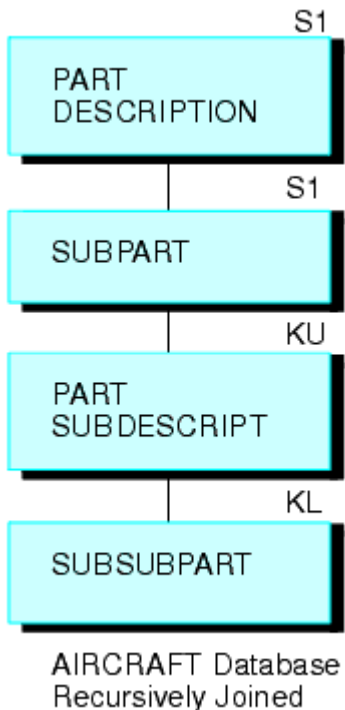 S1
PART
DESCRIPTION
S1
SUBPART
KU
PART
SUBDESCRIPT
KL
SUBSUBPART
AIRCRAFT Database
Recursively Joined